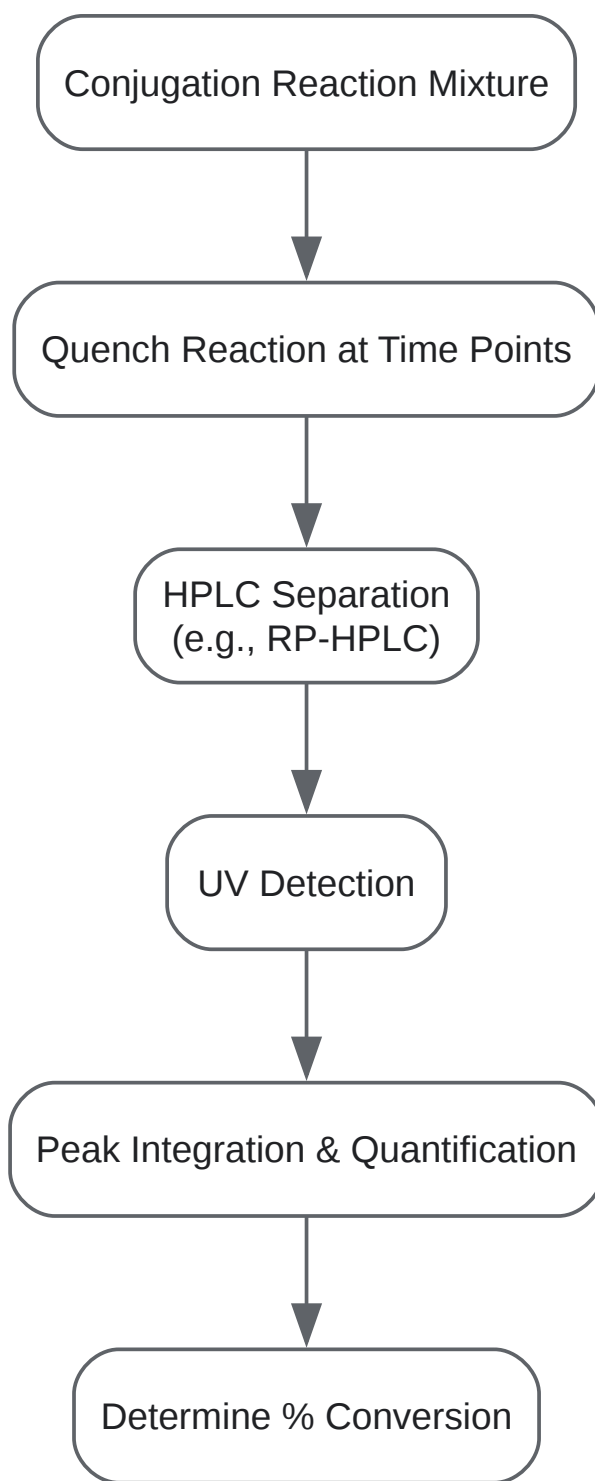 Conjugation Reaction Mixture
Quench Reaction at Time Points
HPLC Separation
(e.g., RP-HPLC)
UV Detection
Peak Integration & Quantification
Determine % Conversion